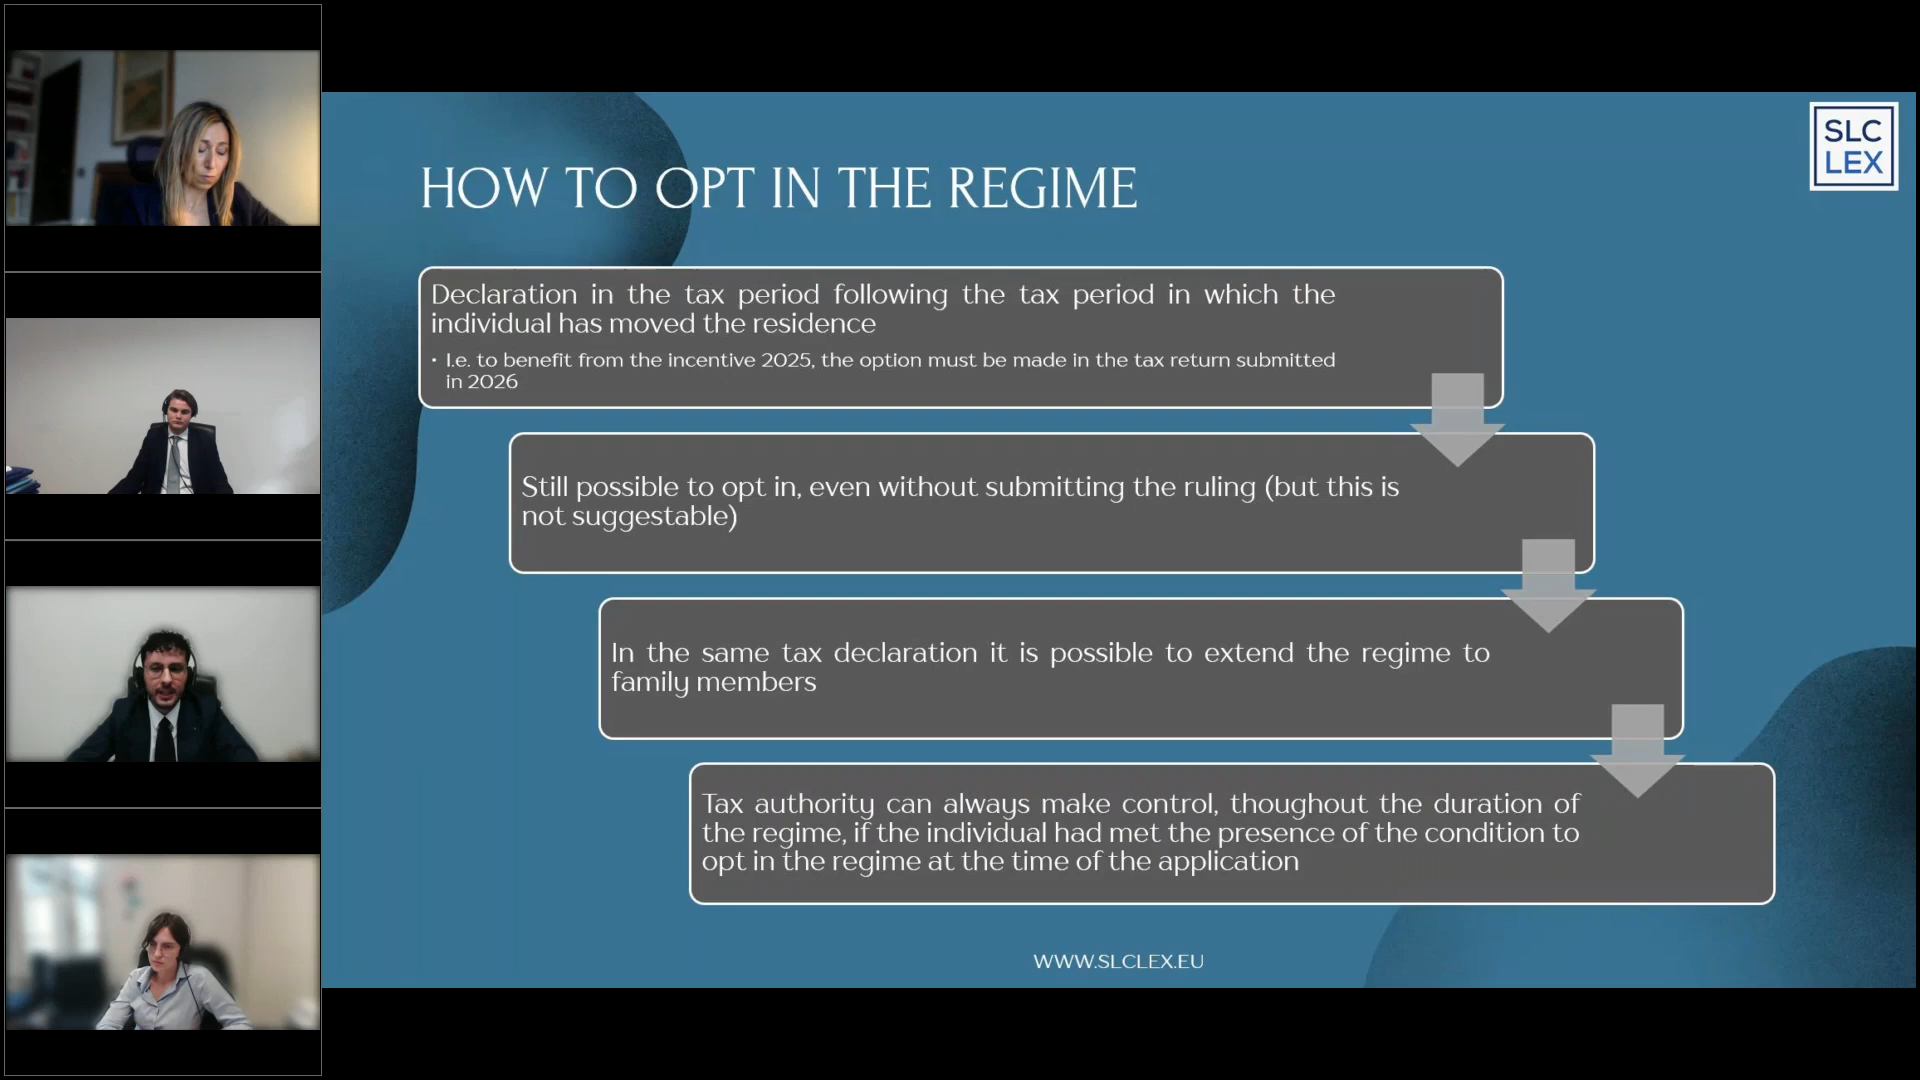 SLC
LEX
HOW TO OPT IN THE REGIME
Declaration in the tax period following the tax period in which the
individual has moved the residence
• I.e. to benefit from the incentive 2025, the option must be made in the tax return submitted
in 2026
Still possible to opt in, even without submitting the ruling (but this is
not suggestable)
In the same tax declaration it is possible to extend the regime to
family members
Tax authority can always make control, thoughout the duration of
the regime, if the individual had met the presence of the condition to
opt in the regime at the time of the application
WWW.SLCLEX.EU